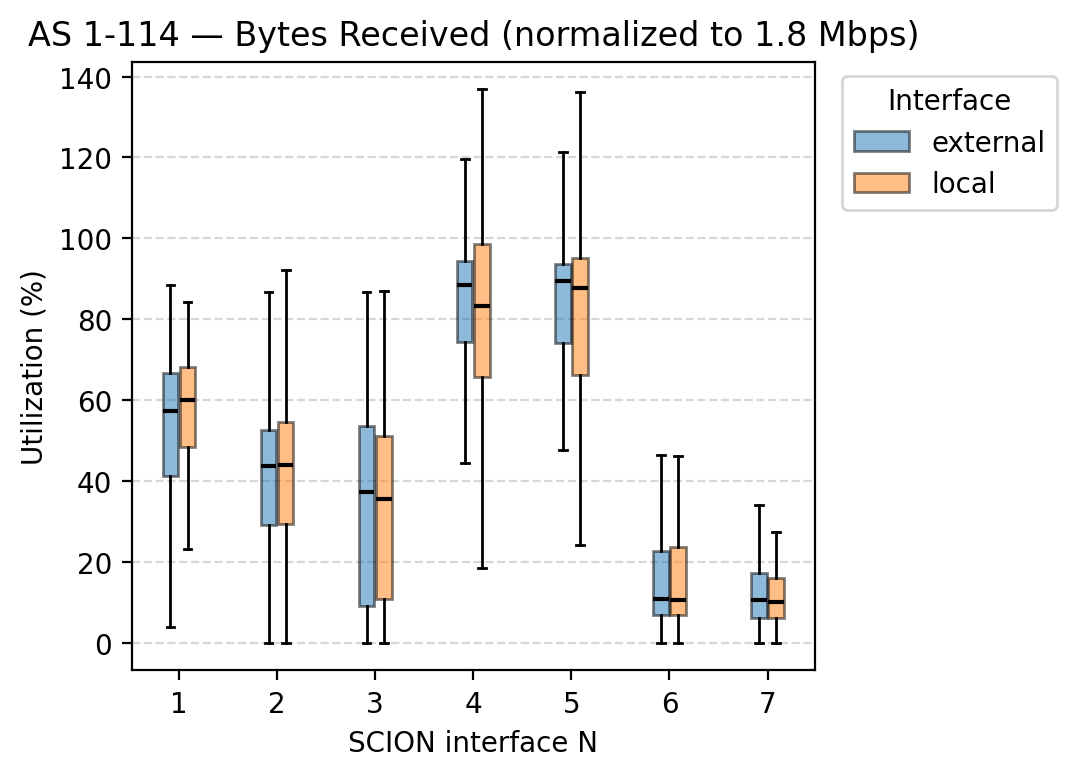 AS 1-114 — Bytes Received (normalized to 1.8 Mbps)
Utilization (%)
140
120
100
80
60
40
20
0
1 2 3 4 5 6 7
SCION interface N
Interface
external
local